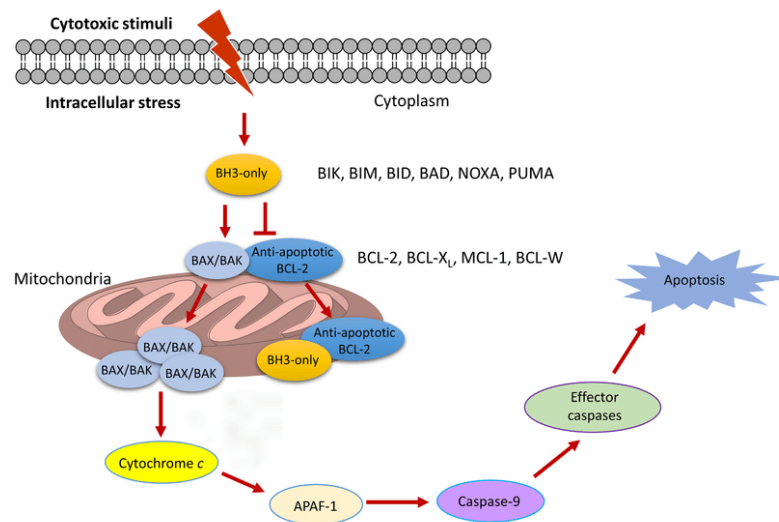 Cytotoxic stimuli
Intracellular stress
Cytoplasm
BH3-only
BIK, BIM, BID, BAD, NOXA, PUMA
BAX/BAK
Anti-apoptotic
BCL-2
BCL-2, BCL-XL, MCL-1, BCL-W
Mitochondria
Apoptosis
BAX/BAK
BAX/BAK
BAX/BAK
Anti-apoptotic
BCL-2
BH3-only
Effector
caspases
Cytochrome c
APAF-1
Caspase-9